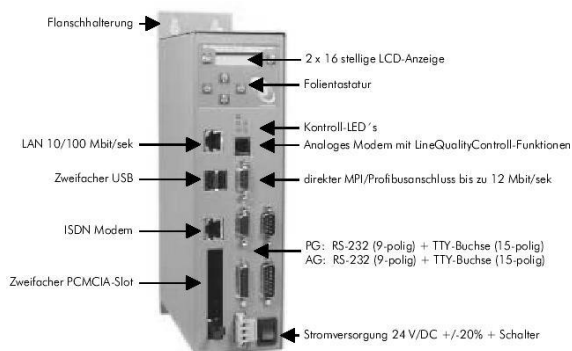 Flanschhalterung
2 x 16 stellige LCD-Anzeige
Folientastatur
Kontroll-LED´s
LAN 10/100 Mbit/sek
Analoges Modem mit LineQualityControll-Funktionen
Zweifacher USB
direkter MPI/Profibusanschluss bis zu 12 Mbit/sek
ISDN Modem
PG: RS-232 (9-polig) + TTY-Buchse (15-polig)
AG: RS-232 (9-polig) + TTY-Buchse (15-polig)
Zweifacher PCMCIA-Slot
Stromversorgung 24 V/DC +/-20% + Schalter